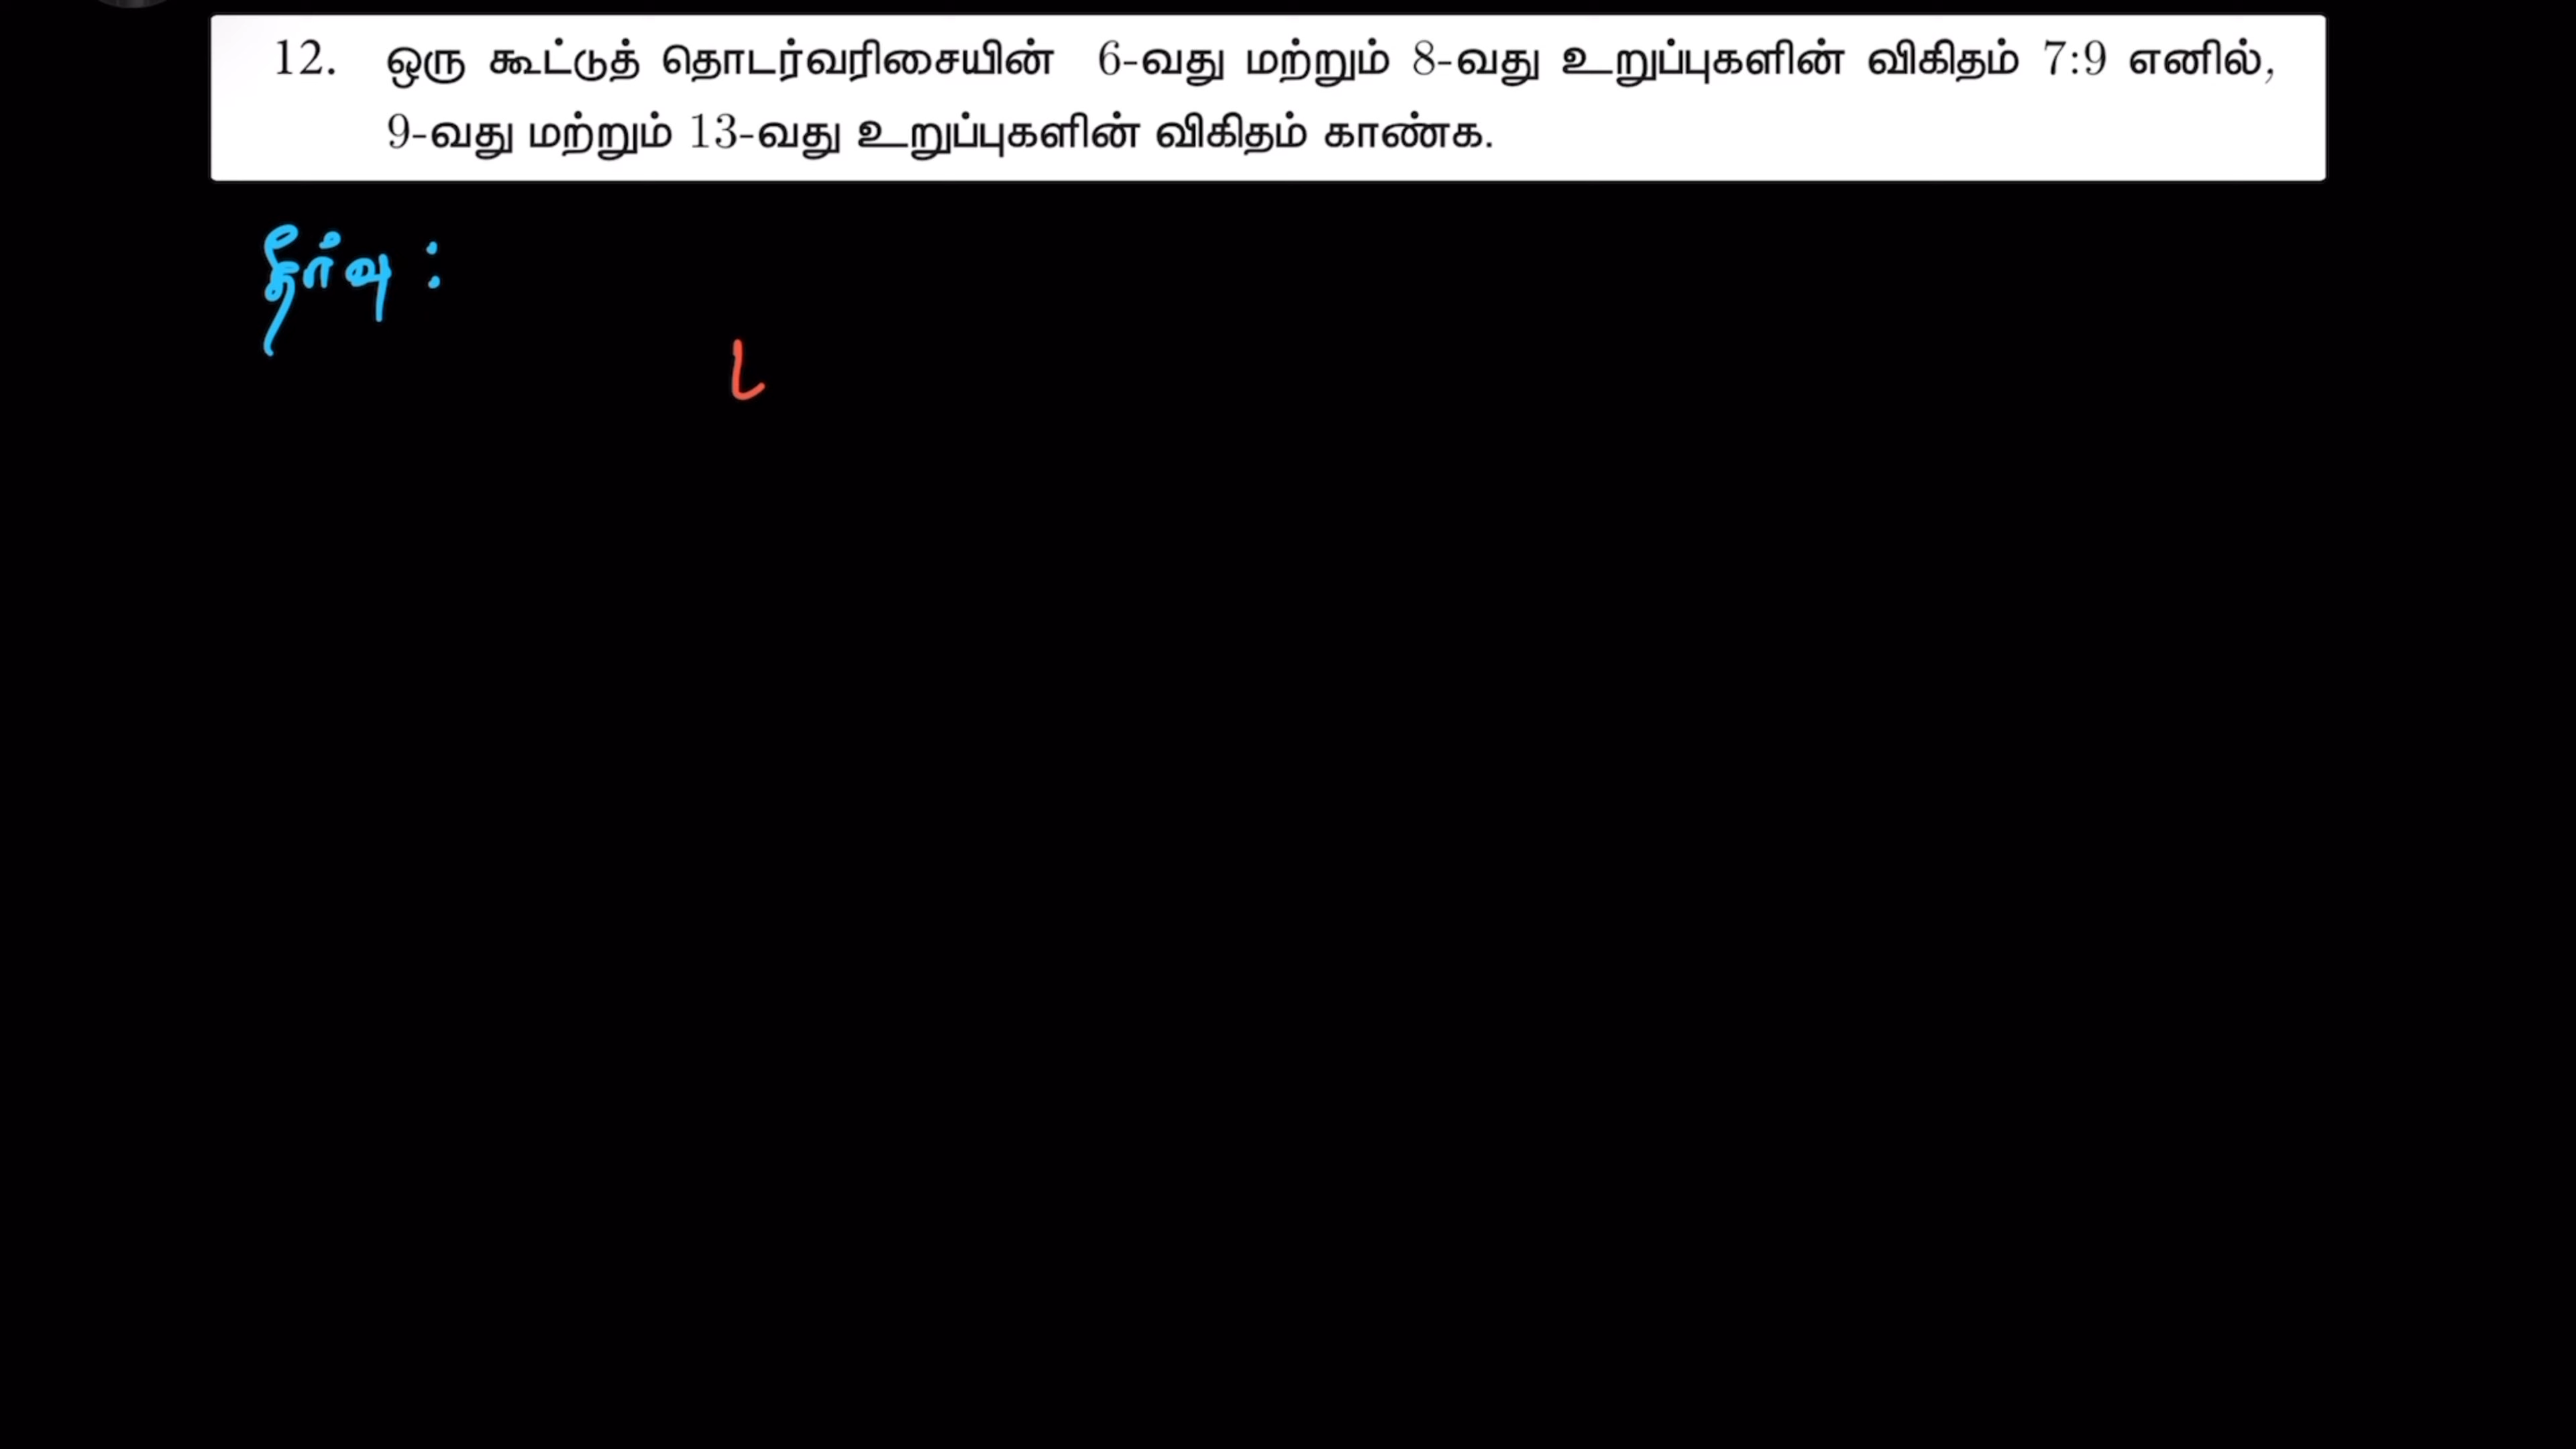 12. ஒரு கூட்டுத் தொடர்வரிசையின் 6-வது மற்றும் 8-வது உறுப்புகளின் விகிதம் 7:9 எனில்,
9-வது மற்றும் 13-வது உறுப்புகளின் விகிதம் காண்க.
தீர்வு :